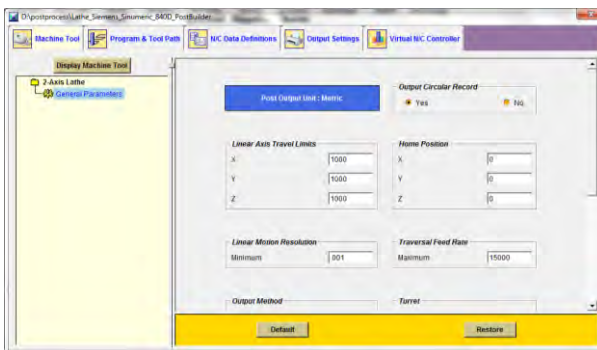 D:\postprocess\Lathe_Siemens_Sinumeric_840D_PostBuilder
Machine Tool
Program & Tool Path
N/C Data Definitions
Output Settings
Virtual N/C Controller
Display Machine Tool
2-Axis Lathe
General Parameters
Post Output Unit : Metric
Output Circular Record
Yes No
Linear Axis Travel Limits
X 1000
Y 1000
Z 1000
Home Position
X 0
Y 0
Z 0
Linear Motion Resolution
Minimum .001
Traversal Feed Rate
Maximum 15000
Output Method
Turret
Default
Restore